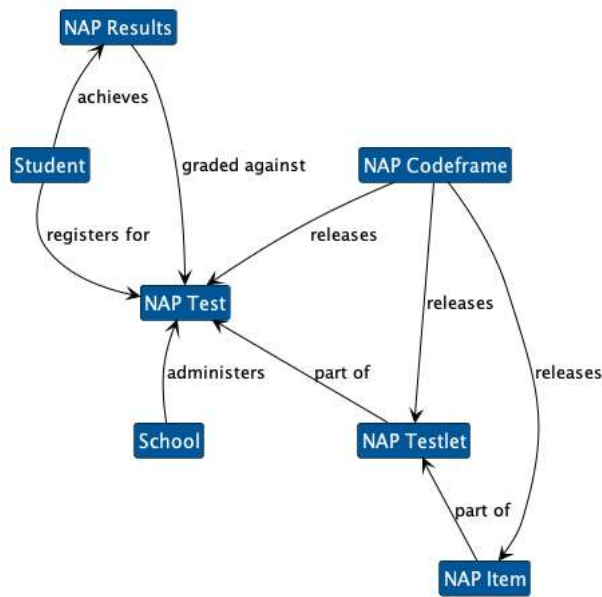 NAP Results
achieves
Student
NAP Codeframe
graded against
registers for
releases
NAP Test
releases
administers
part of
releases
School
NAP Testlet
part of
NAP Item